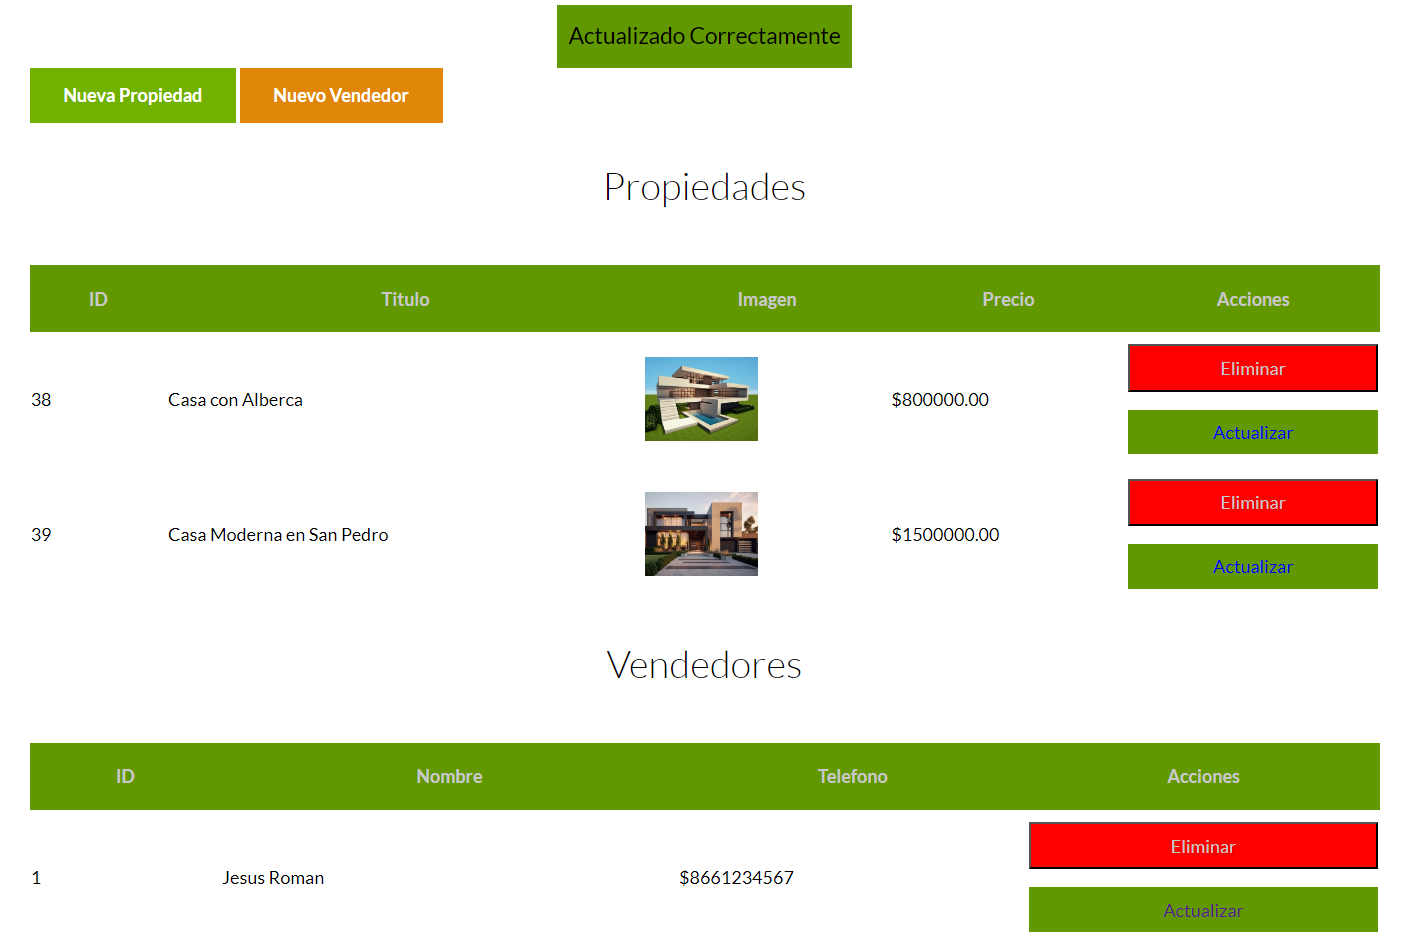 Actualizado Correctamente
Nueva Propiedad Nuevo Vendedor
Propiedades
ID Titulo Imagen Precio Acciones
38 Casa con Alberca $800000.00 Eliminar
Actualizar
39 Casa Moderna en San Pedro $1500000.00 Eliminar
Actualizar
Vendedores
ID Nombre Telefono Acciones
1 Jesus Roman $8661234567 Eliminar
Actualizar